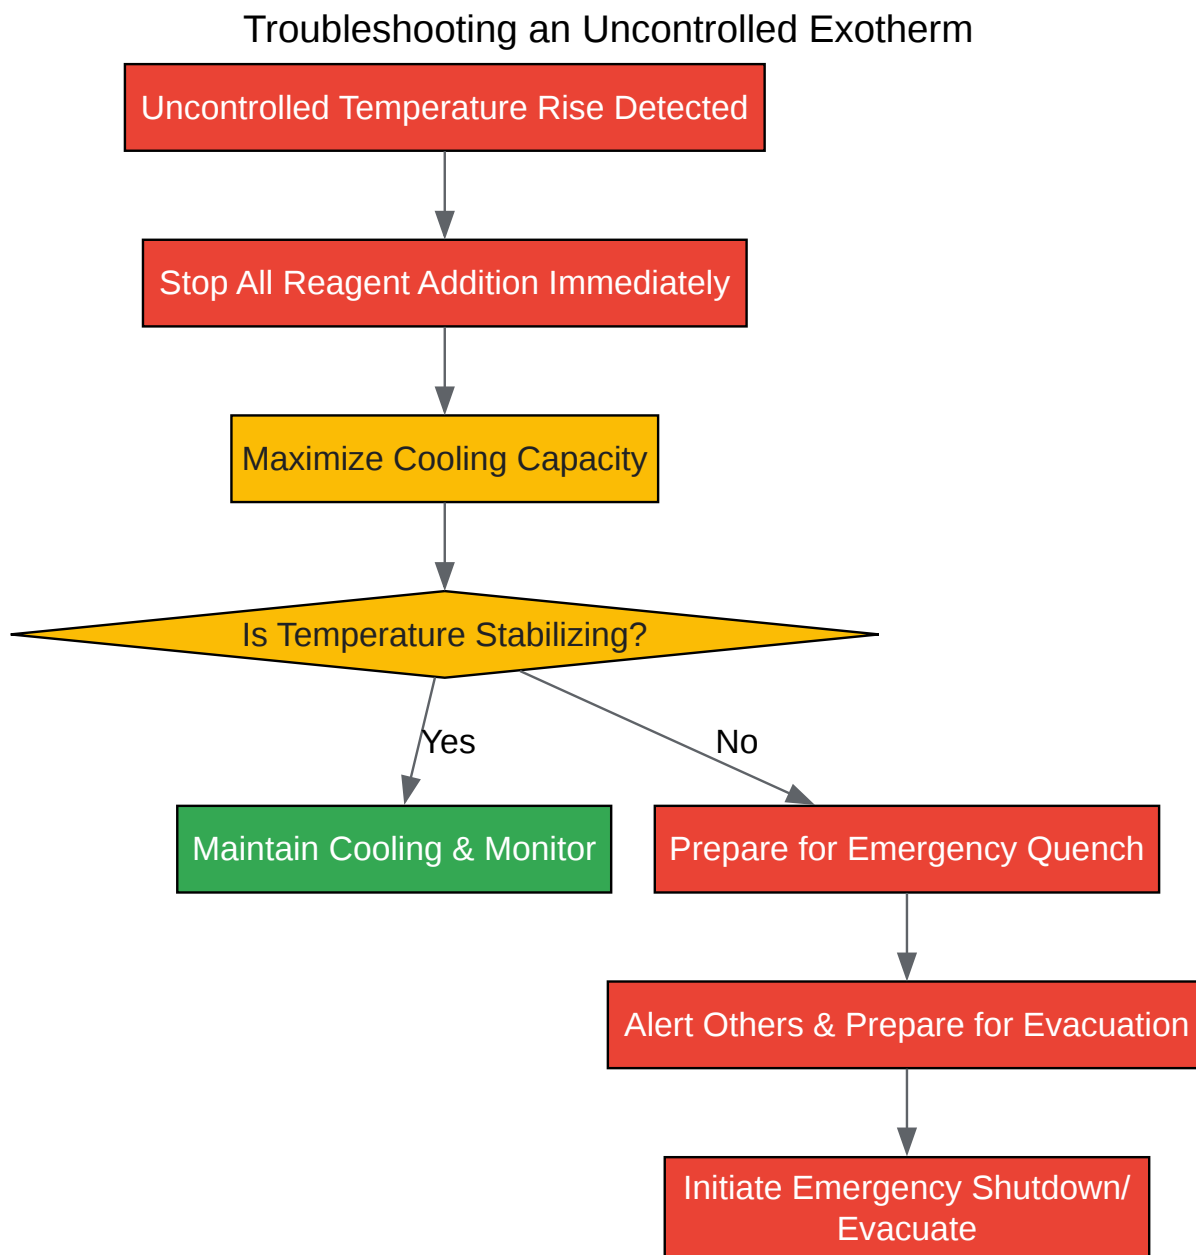 Troubleshooting an Uncontrolled Exotherm
Uncontrolled Temperature Rise Detected
Stop All Reagent Addition Immediately
Maximize Cooling Capacity
Is Temperature Stabilizing?
Yes
No
Maintain Cooling & Monitor
Prepare for Emergency Quench
Alert Others & Prepare for Evacuation
Initiate Emergency Shutdown/
Evacuate